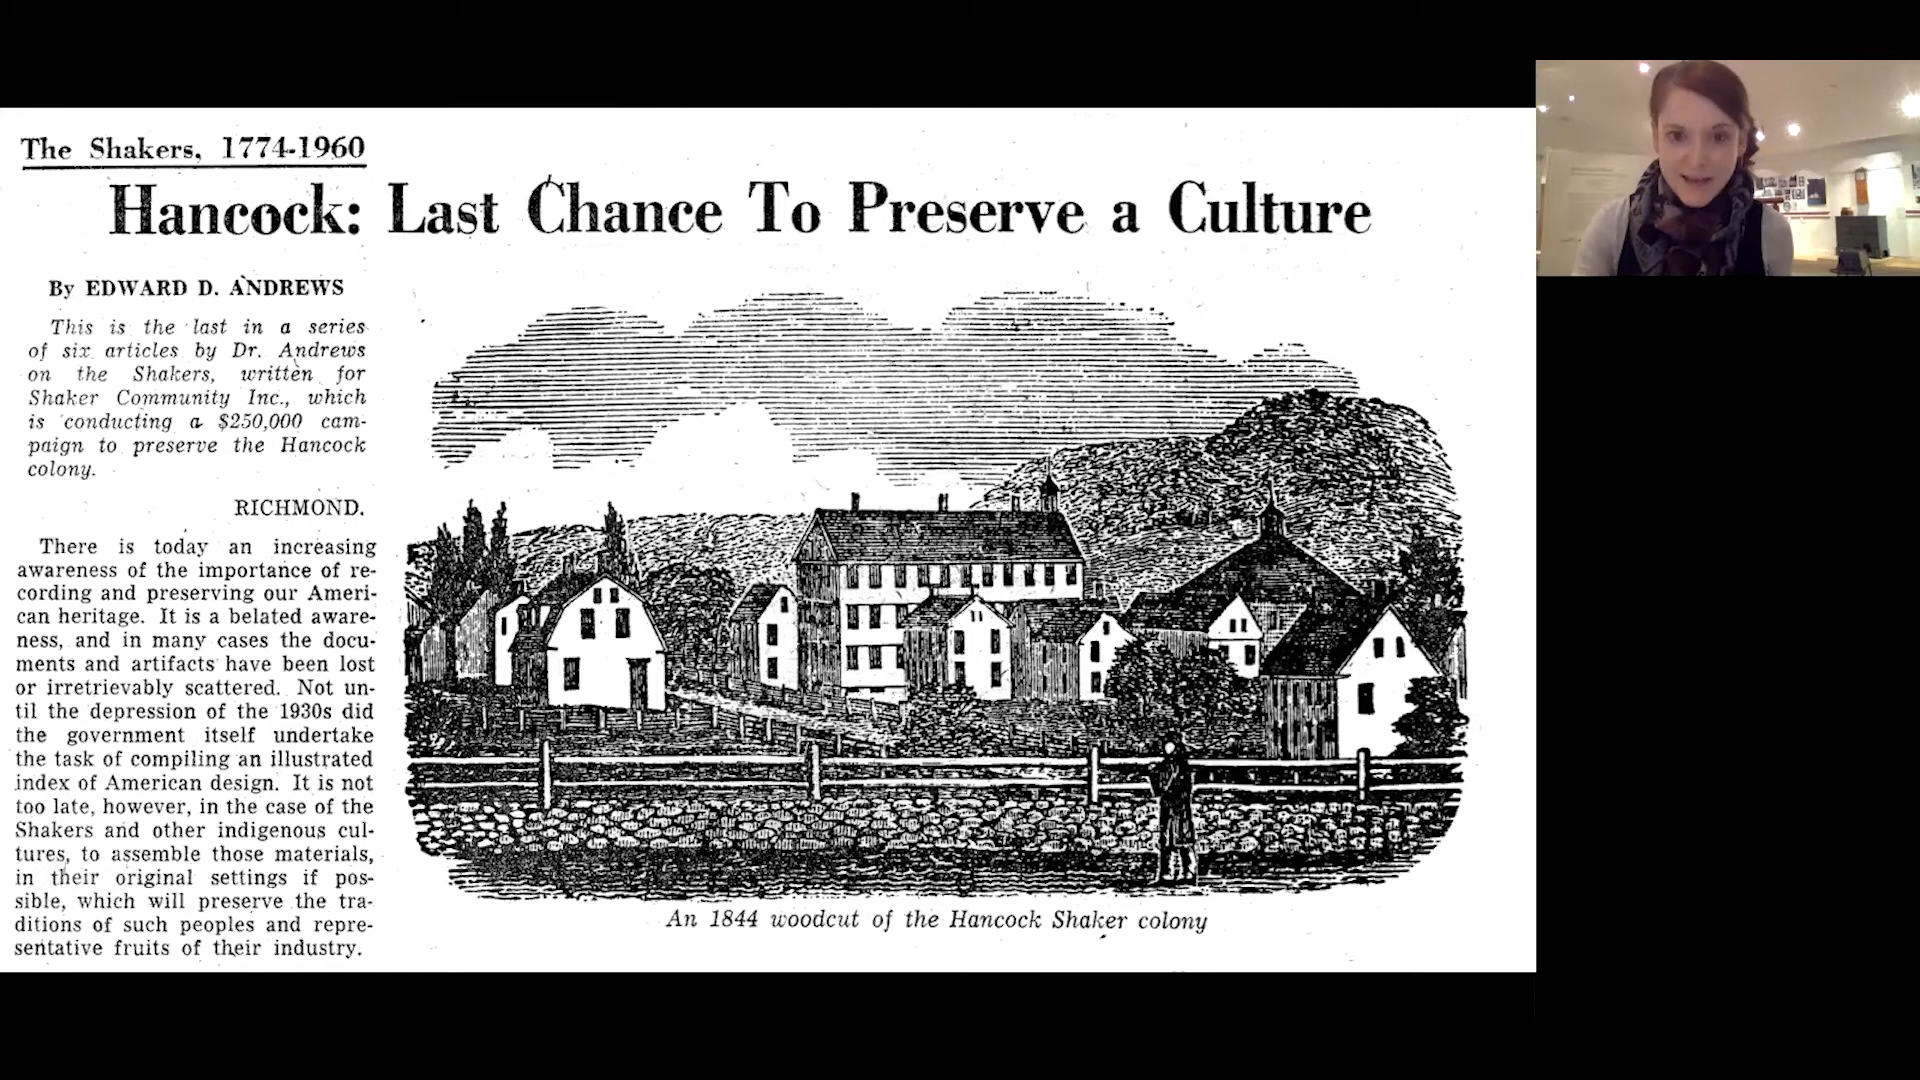 The Shakers, 1774-1960
Hancock: Last Chance To Preserve a Culture
By EDWARD D. ANDREWS
This is the last in a series
of six articles by Dr. Andrews
on the Shakers, written for
Shaker Community Inc., which
is conducting a $250,000 cam-
paign to preserve the Hancock
colony.
RICHMOND.
There is today an increasing
awareness of the importance of re-
cording and preserving our Ameri-
can heritage. It is a belated aware-
ness, and in many cases the docu-
ments and artifacts have been lost
or irretrievably scattered. Not un-
til the depression of the 1930s did
the government itself undertake
the task of compiling an illustrated
index of American design. It is not
too late, however, in the case of the
Shakers and other indigenous cul-
tures, to assemble those materials,
in their original settings if pos-
sible, which will preserve the tra-
ditions of such peoples and repre-
sentative fruits of their industry.
An 1844 woodcut of the Hancock Shaker colony